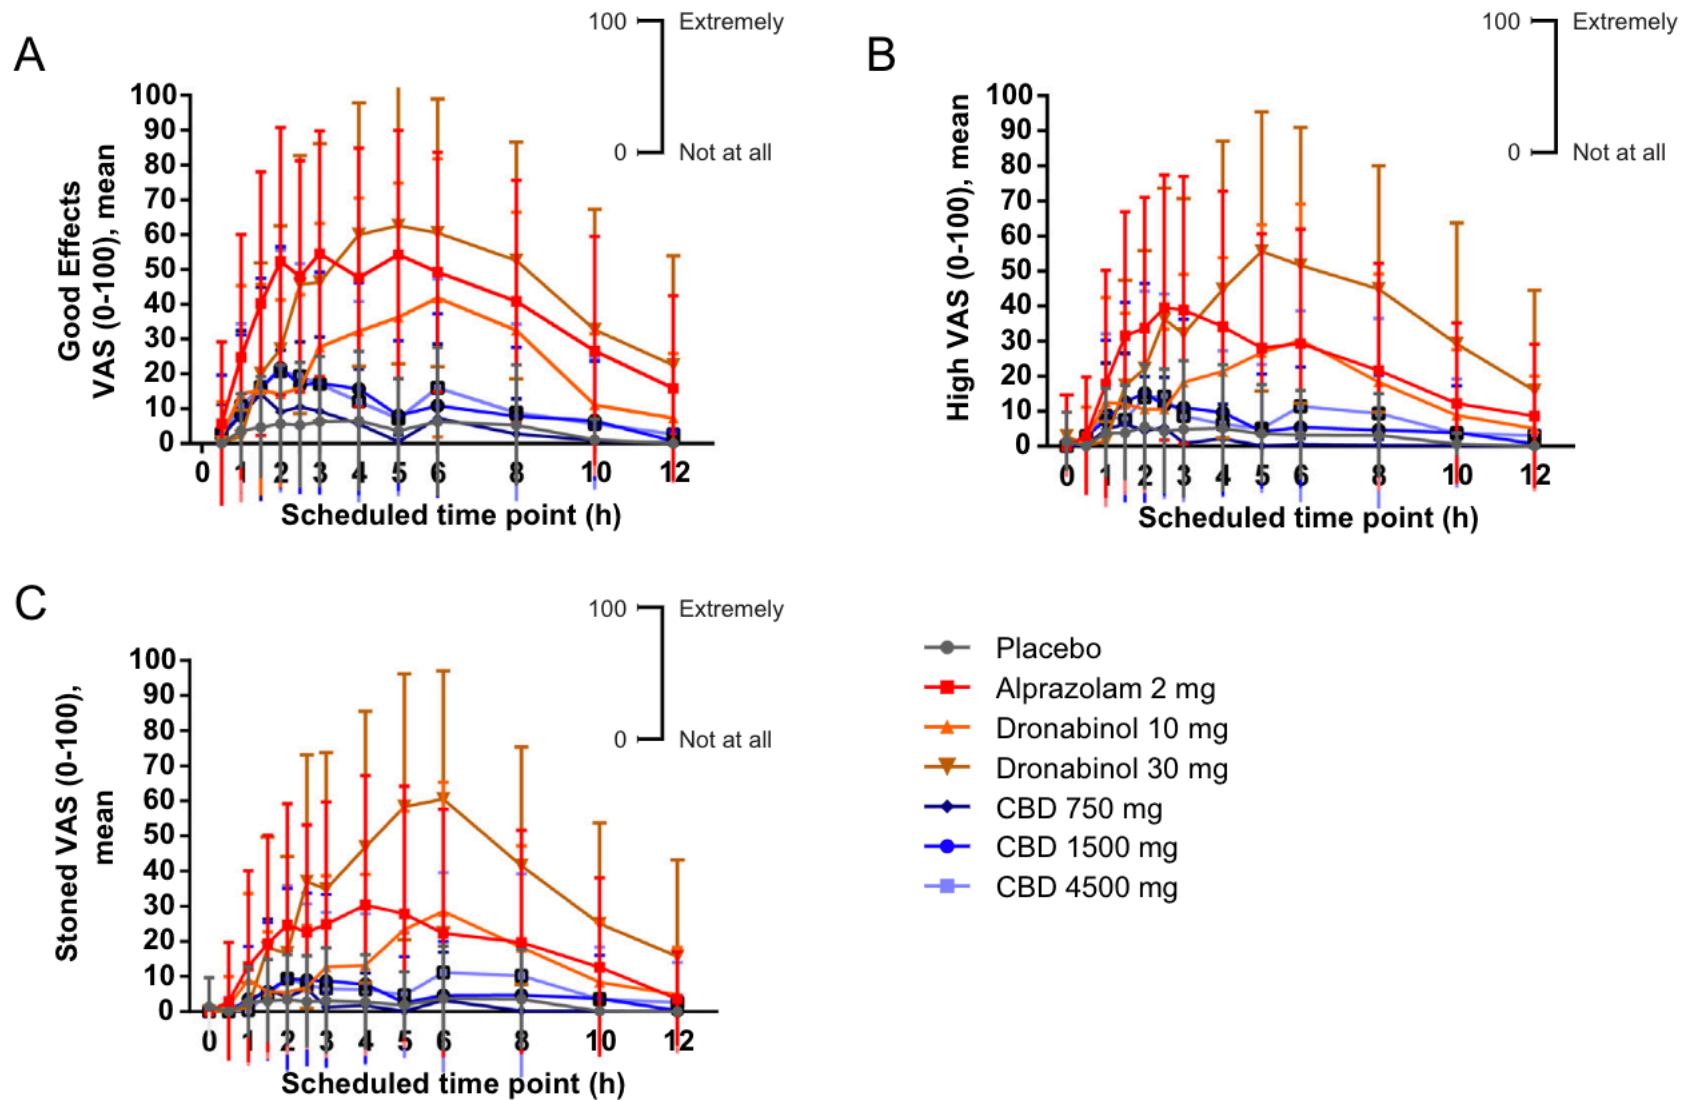 A
100 Extremely
0 Not at all
Good Effects
VAS (0-100), mean
100
90
80
70
60
50
40
30
20
10
0
0 1 2 3 4 5 6 8 10 12
Scheduled time point (h)
B
100 Extremely
0 Not at all
High VAS (0-100), mean
100
90
80
70
60
50
40
30
20
10
0
0 1 2 3 4 5 6 8 10 12
Scheduled time point (h)
C
100 Extremely
0 Not at all
Stoned VAS (0-100),
mean
100
90
80
70
60
50
40
30
20
10
0
0 1 2 3 4 5 6 8 10 12
Scheduled time point (h)
Placebo
Alprazolam 2 mg
Dronabinol 10 mg
Dronabinol 30 mg
CBD 750 mg
CBD 1500 mg
CBD 4500 mg